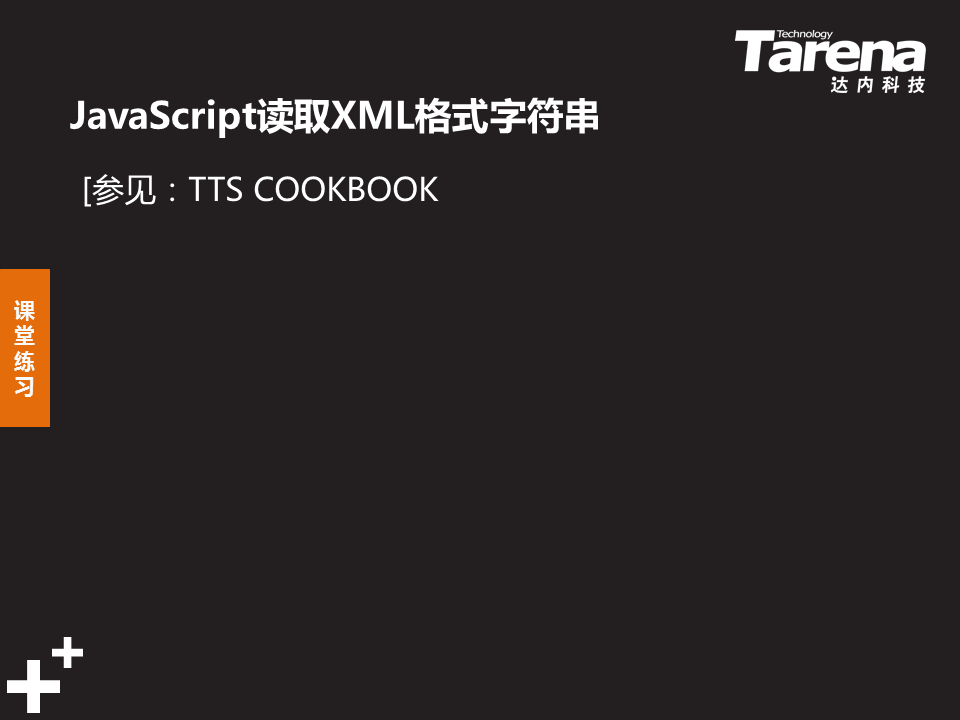 Technology
Tarena
达内科技
JavaScript读取XML格式字符串
[参见：TTS COOKBOOK
课
堂
练
习